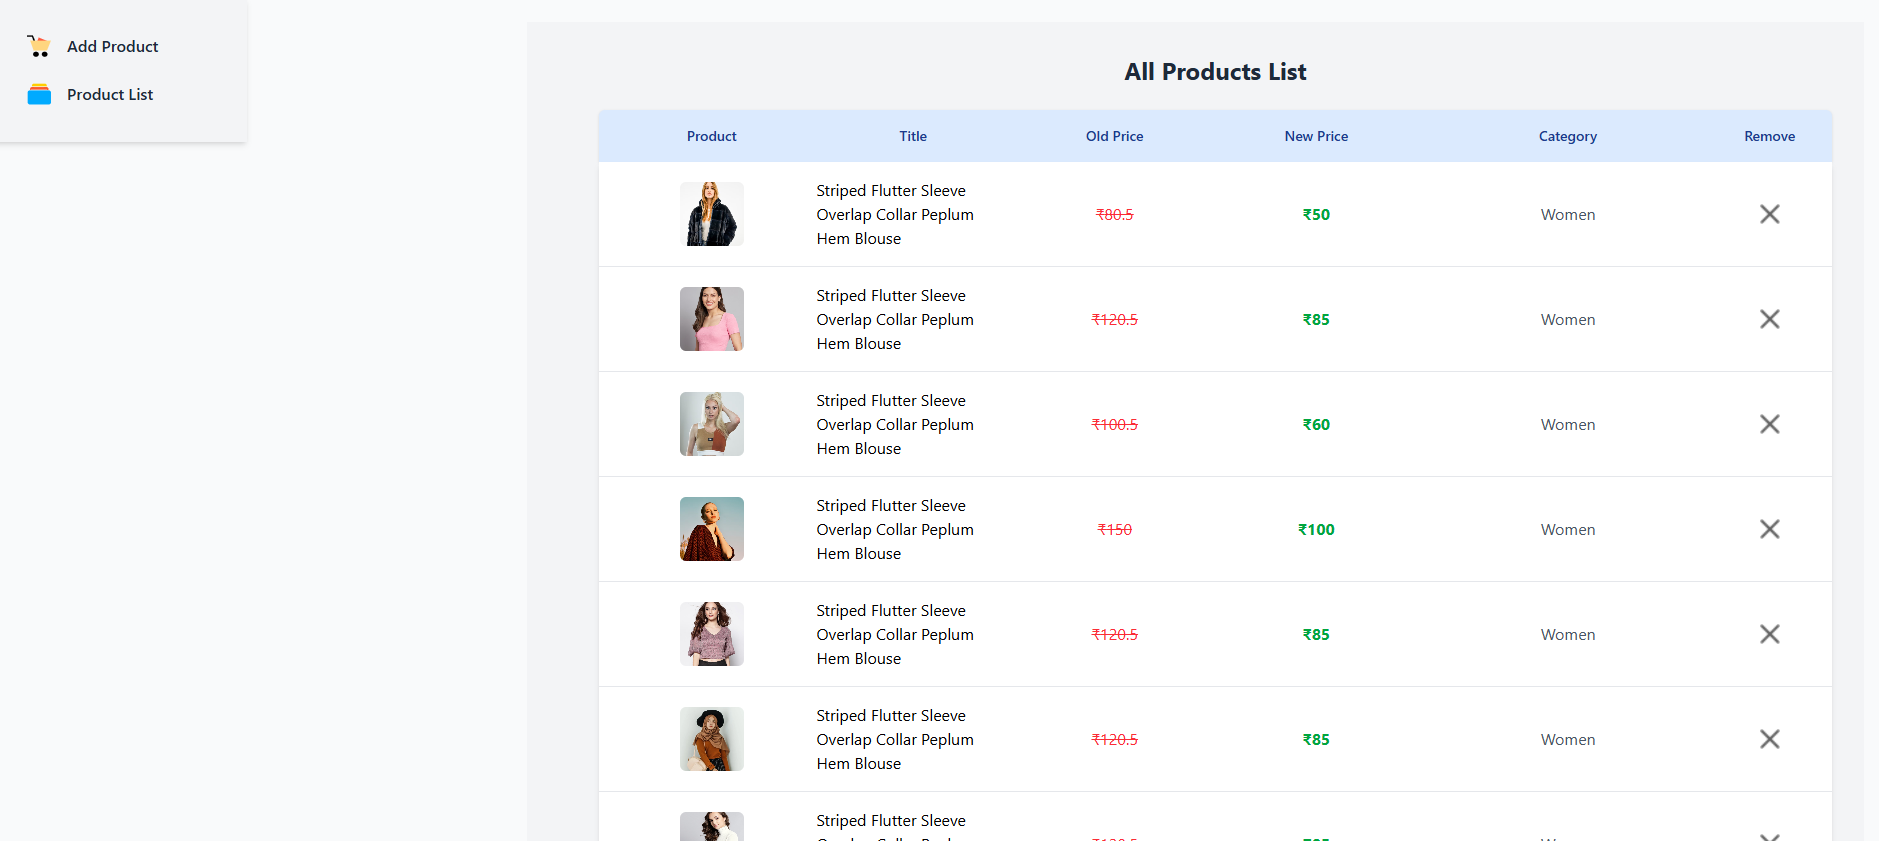 Add Product
Product List
All Products List
Product Title Old Price New Price Category Remove
Striped Flutter Sleeve
Overlap Collar Peplum
Hem Blouse
₹80.5 ₹50 Women
Striped Flutter Sleeve
Overlap Collar Peplum
Hem Blouse
₹120.5 ₹85 Women
Striped Flutter Sleeve
Overlap Collar Peplum
Hem Blouse
₹100.5 ₹60 Women
Striped Flutter Sleeve
Overlap Collar Peplum
Hem Blouse
₹150 ₹100 Women
Striped Flutter Sleeve
Overlap Collar Peplum
Hem Blouse
₹120.5 ₹85 Women
Striped Flutter Sleeve
Overlap Collar Peplum
Hem Blouse
₹120.5 ₹85 Women
Striped Flutter Sleeve